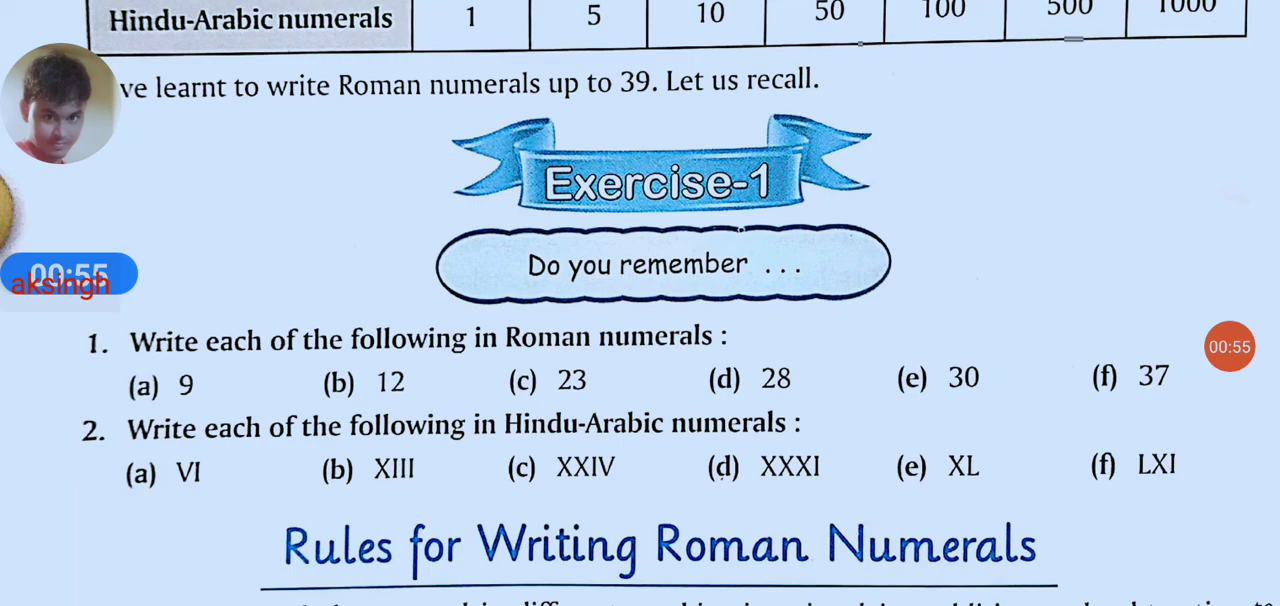 Hindu-Arabic numerals 1 5 10 50 100 500 1000
ve learnt to write Roman numerals up to 39. Let us recall.
Exercise-1
Do you remember ...
00:55
aksingh
1. Write each of the following in Roman numerals :
00:55
(a) 9 (b) 12 (c) 23 (d) 28 (e) 30 (f) 37
2. Write each of the following in Hindu-Arabic numerals :
(a) VI (b) XIII (c) XXIV (d) XXXI (e) XL (f) LXI
Rules for Writing Roman Numerals